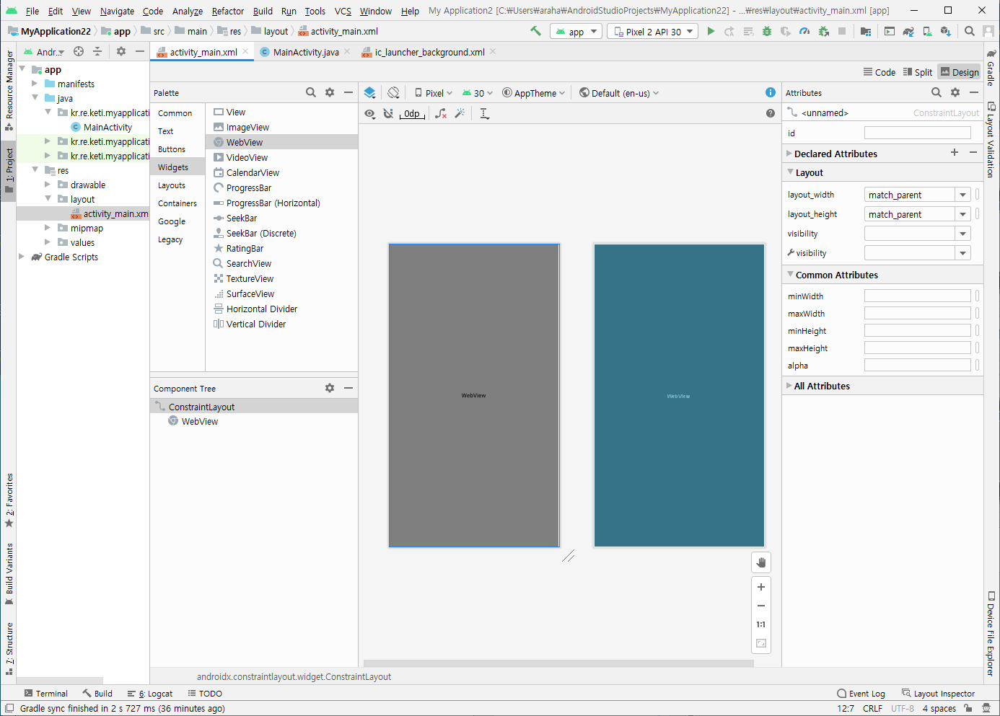 File Edit View Navigate Code Analyze Refactor Build Run Tools VCS Window Help My Application2 [C:₩Users₩araha₩AndroidStudioProjects₩MyApplication22] - ...₩res₩layout₩activity_main.xml [app]
MyApplication22 app src main res layout activity_main.xml app Pixel 2 API 30
Andr... activity_main.xml MainActivity.java ic_launcher_background.xml
Code Split Design
Resource Manager
1: Project
2: Favorites
Build Variants
7: Structure
app
manifests
java
kr.re.keti.myapplicati
MainActivity
kr.re.keti.myapplicati
kr.re.keti.myapplicati
res
drawable
layout
activity_main.xm
mipmap
values
Gradle Scripts
Palette
Common
Text
Buttons
Widgets
Layouts
Containers
Google
Legacy
View
ImageView
WebView
VideoView
CalendarView
ProgressBar
ProgressBar (Horizontal)
SeekBar
SeekBar (Discrete)
RatingBar
SearchView
TextureView
SurfaceView
Horizontal Divider
Vertical Divider
Component Tree
ConstraintLayout
WebView
Pixel 30 AppTheme Default (en-us)
0dp
WebView
WebView
1:1
Attributes
<unnamed> ConstraintLayout
id
Declared Attributes
Layout
layout_width match_parent
layout_height match_parent
visibility
visibility
Common Attributes
minWidth
maxWidth
minHeight
maxHeight
alpha
All Attributes
Gradle
Layout Validation
Device File Explorer
androidx.constraintlayout.widget.ConstraintLayout
Terminal Build 6: Logcat TODO Event Log Layout Inspector
Gradle sync finished in 2 s 727 ms (36 minutes ago) 12:7 CRLF UTF-8 4 spaces